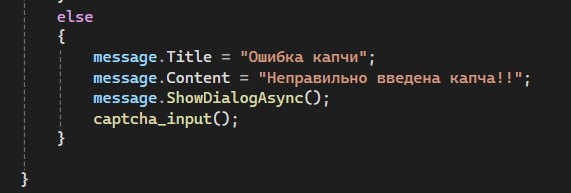 else
{
message.Title = "Ошибка капчи";
message.Content = "Неправильно введена капча!!";
message.ShowDialogAsync();
captcha_input();
}
}